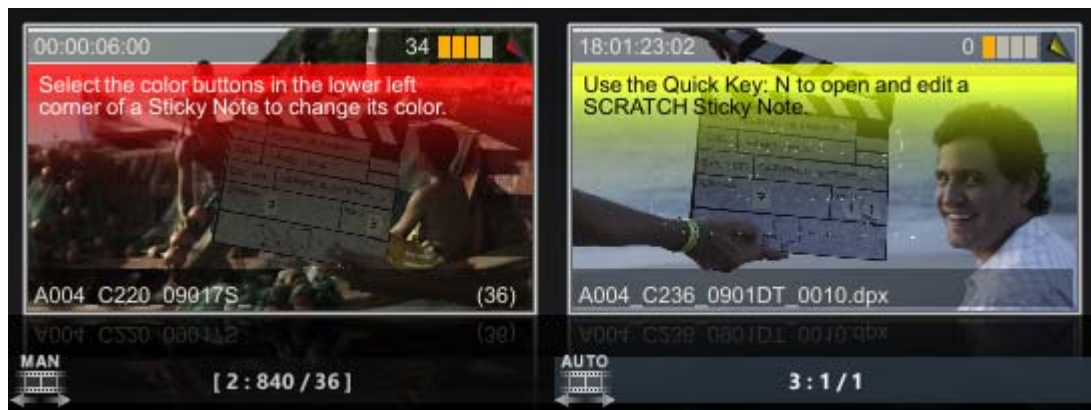 00:00:06:00
34
Select the color buttons in the lower left
corner of a Sticky Note to change its color.
A004_C220_09017S_
(36)
MAN
[ 2 : 840 / 36 ]
18:01:23:02
0
Use the Quick Key: N to open and edit a
SCRATCH Sticky Note.
A004_C236_0901DT_0010.dpx
AUTO
3 : 1 / 1